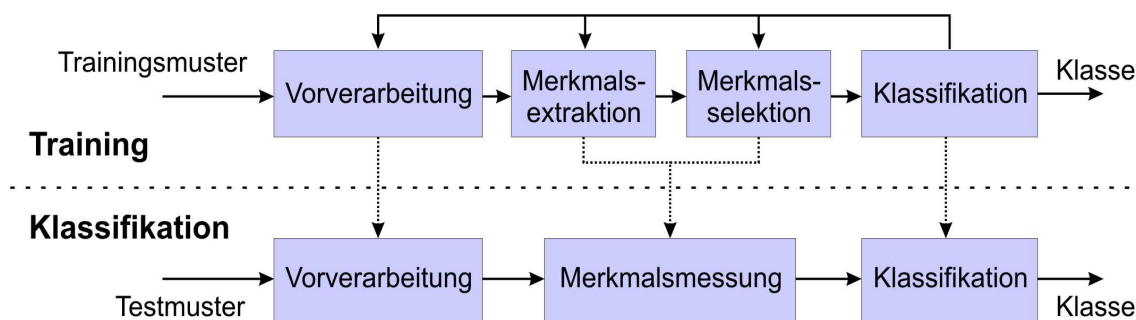 Trainingsmuster
Vorverarbeitung
Merkmals-
extraktion
Merkmals-
selektion
Klassifikation
Klasse
Training
Klassifikation
Testmuster
Vorverarbeitung
Merkmalsmessung
Klassifikation
Klasse